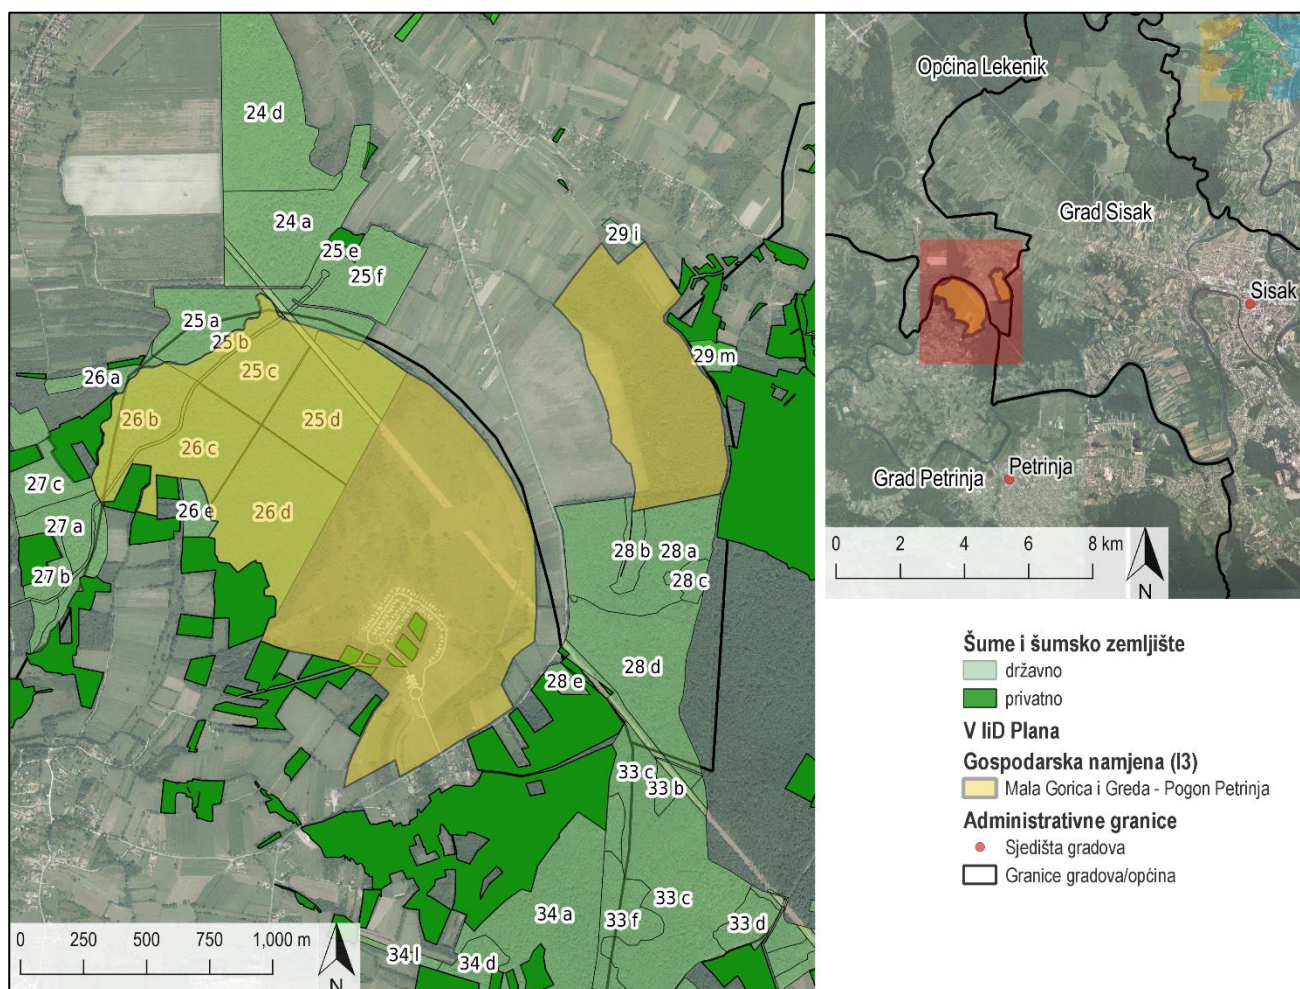 24 d
24 a
25 e
25 f
29 i
25 a
25 b
29 m
26 a
25 c
26 b
25 d
26 c
27 c
26 e
26 d
27 a
28 b
28 a
27 b
28 c
28 d
28 e
33 c
33 b
33 c
34 a
33 f
33 d
34 l
34 d
0 250 500 750 1,000 m
N
Općina Lekenik
Grad Sisak
Sisak
Petrinja
Grad Petrinja
0 2 4 6 8 km
N
Šume i šumsko zemljište
državno
privatno
V IiD Plana
Gospodarska namjena (I3)
Mala Gorica i Greda - Pogon Petrinja
Administrativne granice
Sjedišta gradova
Granice gradova/općina